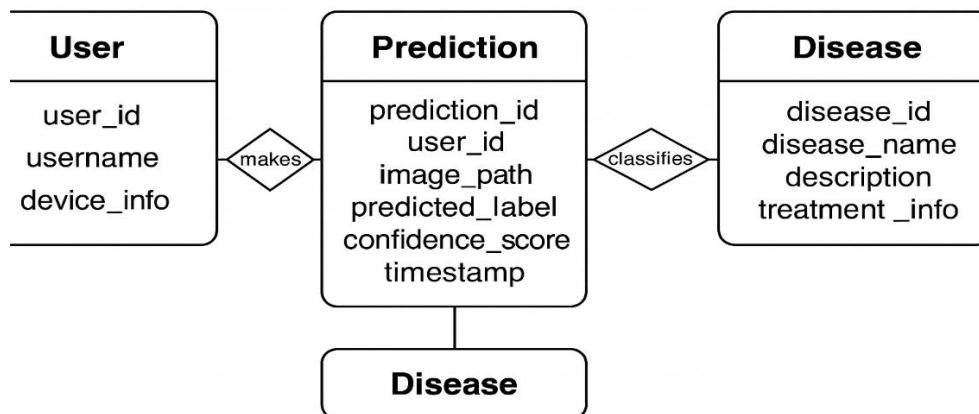 User
user_id
username
device_info
makes
Prediction
prediction_id
user_id
image_path
predicted_label
confidence_score
timestamp
classifies
Disease
disease_id
disease_name
description
treatment _info
Disease